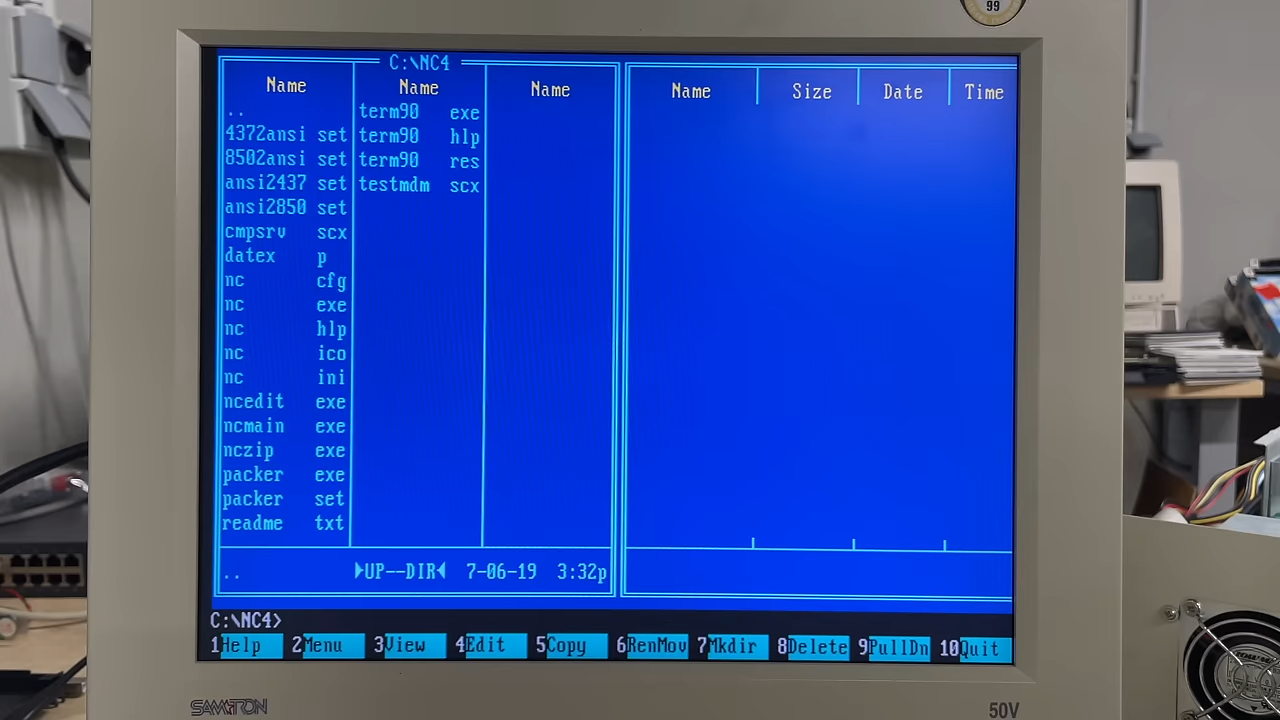 99
C:\NC4
Name Name Name Name Size Date Time
.. term90 exe
4372ansi set term90 hlp
8502ansi set term90 res
ansi2437 set testmdm scx
ansi2850 set
cmpsrv scx
datex p
nc cfg
nc exe
nc hlp
nc ico
nc ini
ncedit exe
ncmain exe
nczip exe
packer exe
packer set
readme txt
.. ►UP--DIR◄ 7-06-19 3:32p
C:\NC4>
1Help 2Menu 3View 4Edit 5Copy 6RenMov 7Mkdir 8Delete 9PullDn 10Quit
SAMTRON 50V